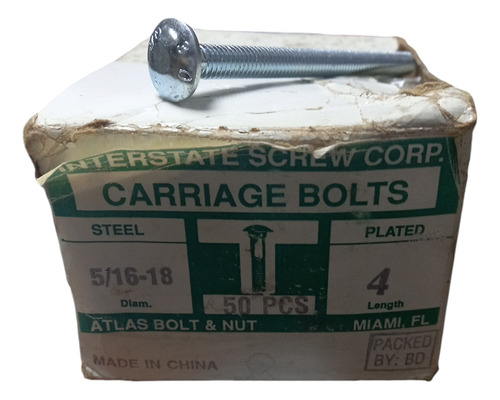 INTERSTATE SCREW CORP.
CARRIAGE BOLTS
STEEL
PLATED
5/16-18
Diam.
50 PCS
4
Length
ATLAS BOLT & NUT
MIAMI, FL
MADE IN CHINA
PACKED
BY: BD